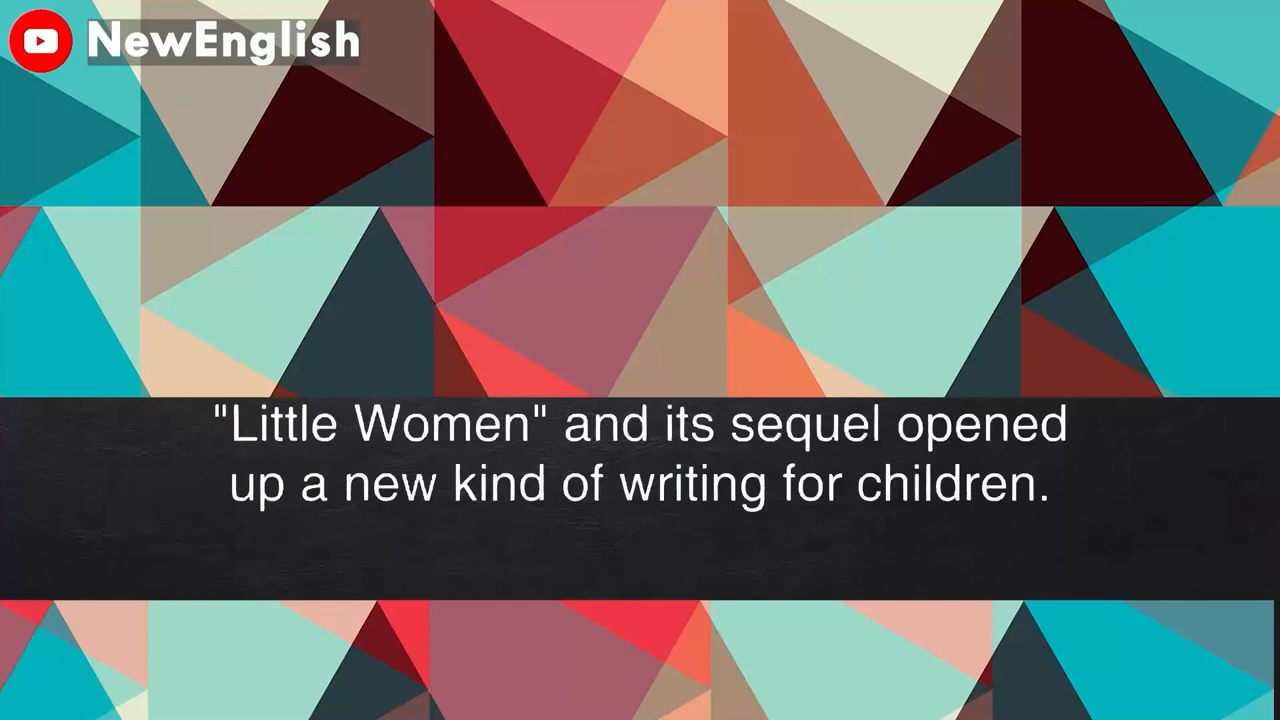 NewEnglish
"Little Women" and its sequel opened
up a new kind of writing for children.